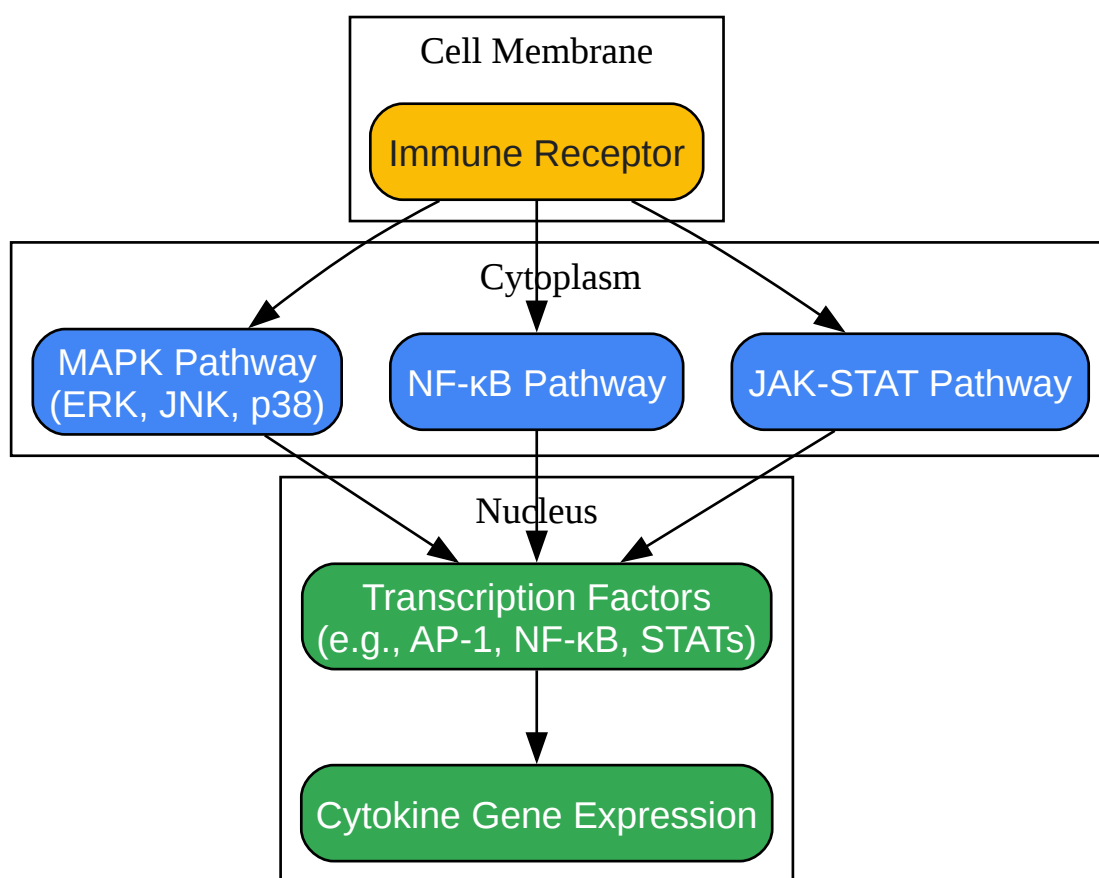 Cell Membrane
Immune Receptor
Cytoplasm
MAPK Pathway
(ERK, JNK, p38)
NF-κB Pathway
JAK-STAT Pathway
Nucleus
Transcription Factors
(e.g., AP-1, NF-κB, STATs)
Cytokine Gene Expression